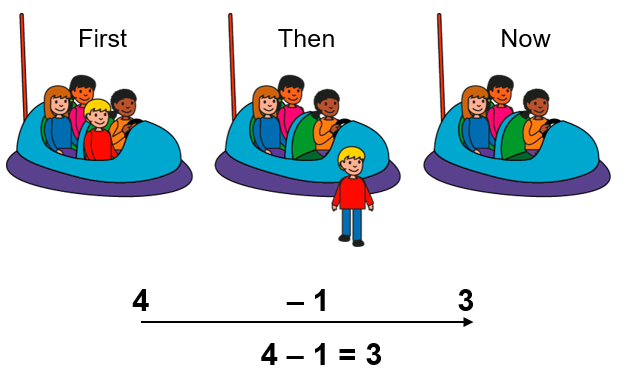 First Then Now
4 – 1 3
4 – 1 = 3